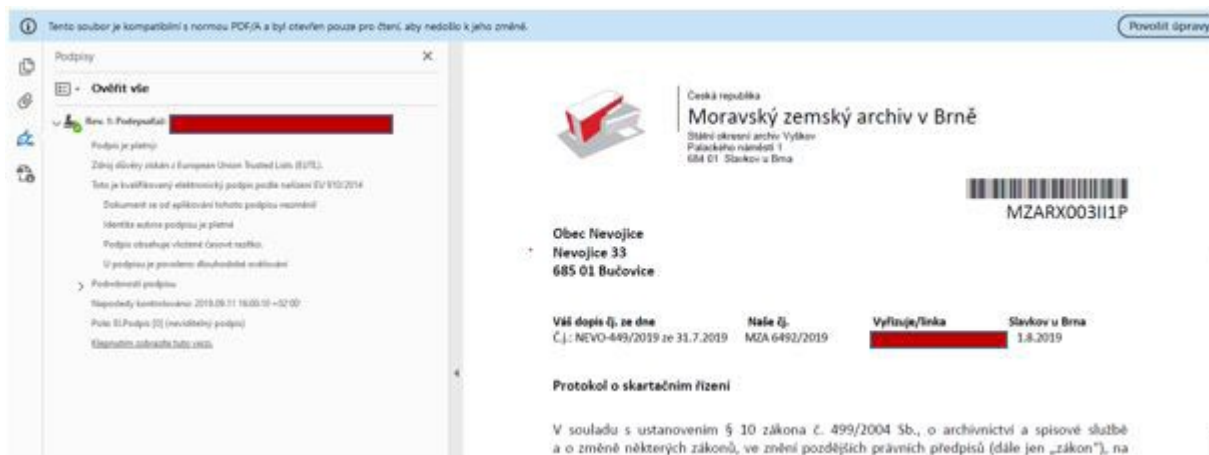 Tento soubor je kompatibilní s normou PDF/A a byl otevřen pouze pro čtení, aby nedošlo k jeho změně.
Povolit úpravy
Podpisy
Ověřit vše
Rev. 1: Podepsal(a)
Podpis je platný:
Zdroj důvěry získán z European Union Trusted Lists (EUTL).
Toto je kvalifikovaný elektronický podpis podle nařízení EU 910/2014
Dokument se od aplikování tohoto podpisu nezměnil
Identita autora podpisu je platná
Podpis obsahuje vložené časové razítko.
U podpisu je povoleno dlouhodobé ověřování
Podrobnosti podpisu
Naposledy kontrolováno: 2019.09.11 16:00:10 +02'00'
Pole: (neviditelný podpis)
Klepnutím zobrazíte tuto verzi.
Česká republika
Moravský zemský archiv v Brně
Státní okresní archiv Vyškov
Palackého náměstí 1
684 01 Slavkov u Brna
MZARX003II1P
Obec Nevojice
Nevojice 33
685 01 Bučovice
Váš dopis čj. ze dne Naše čj. Vyřizuje/linka Slavkov u Brna
Č.j.: NEVO-449/2019 ze 31.7.2019 MZA 6492/2019 1.8.2019
Protokol o skartačním řízení
V souladu s ustanovením § 10 zákona č. 499/2004 Sb., o archivnictví a spisové službě
a o změně některých zákonů, ve znění pozdějších právních předpisů (dále jen „zákon"), na